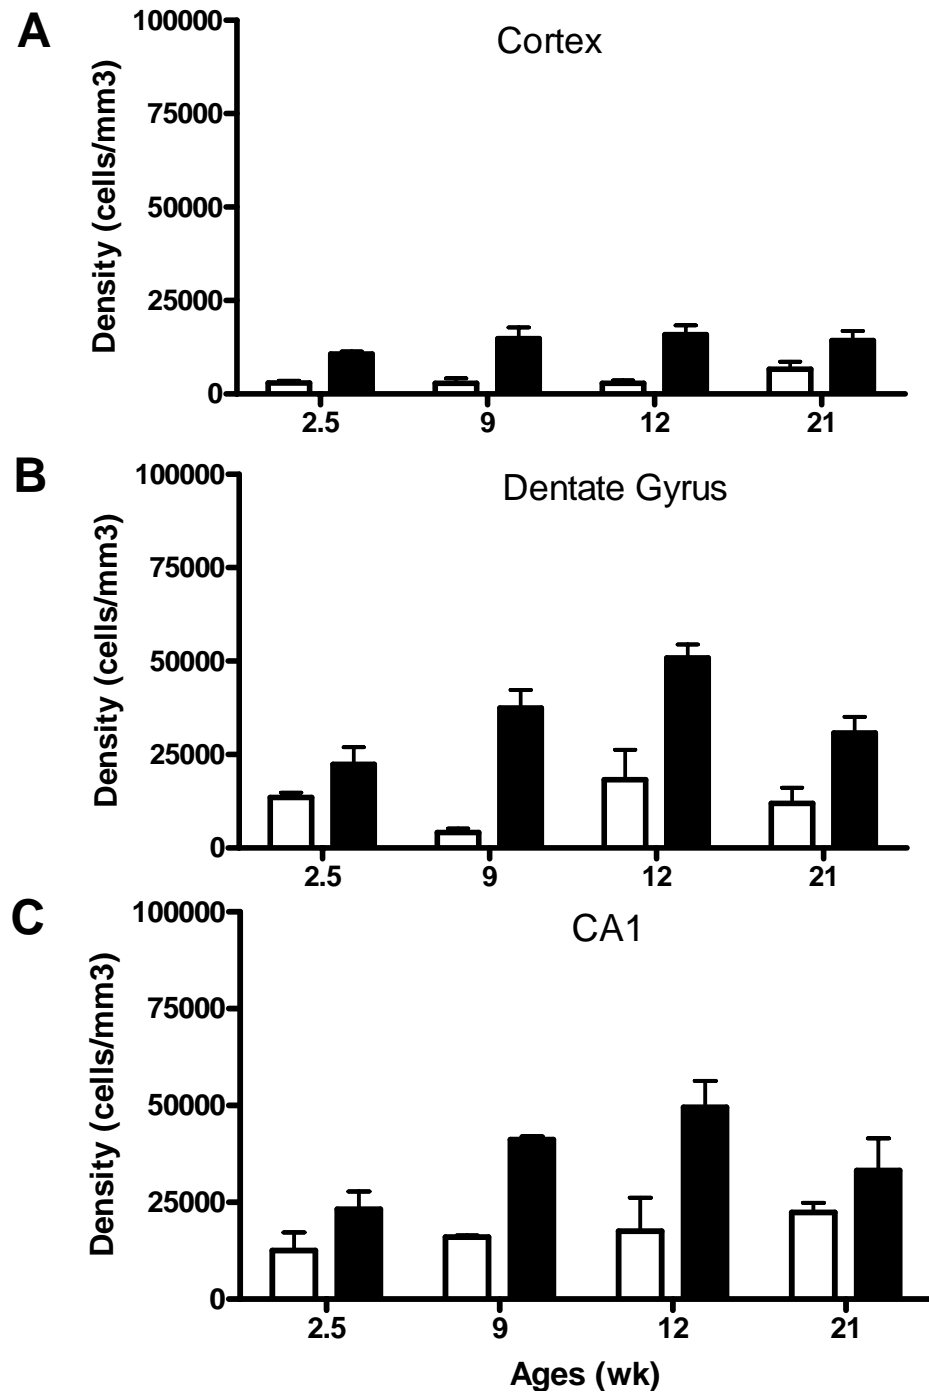 A
Cortex
Density (cells/mm3)
100000
75000
50000
25000
0
2.5 9 12 21
B
Dentate Gyrus
Density (cells/mm3)
100000
75000
50000
25000
0
2.5 9 12 21
C
CA1
Density (cells/mm3)
100000
75000
50000
25000
0
2.5 9 12 21
Ages (wk)